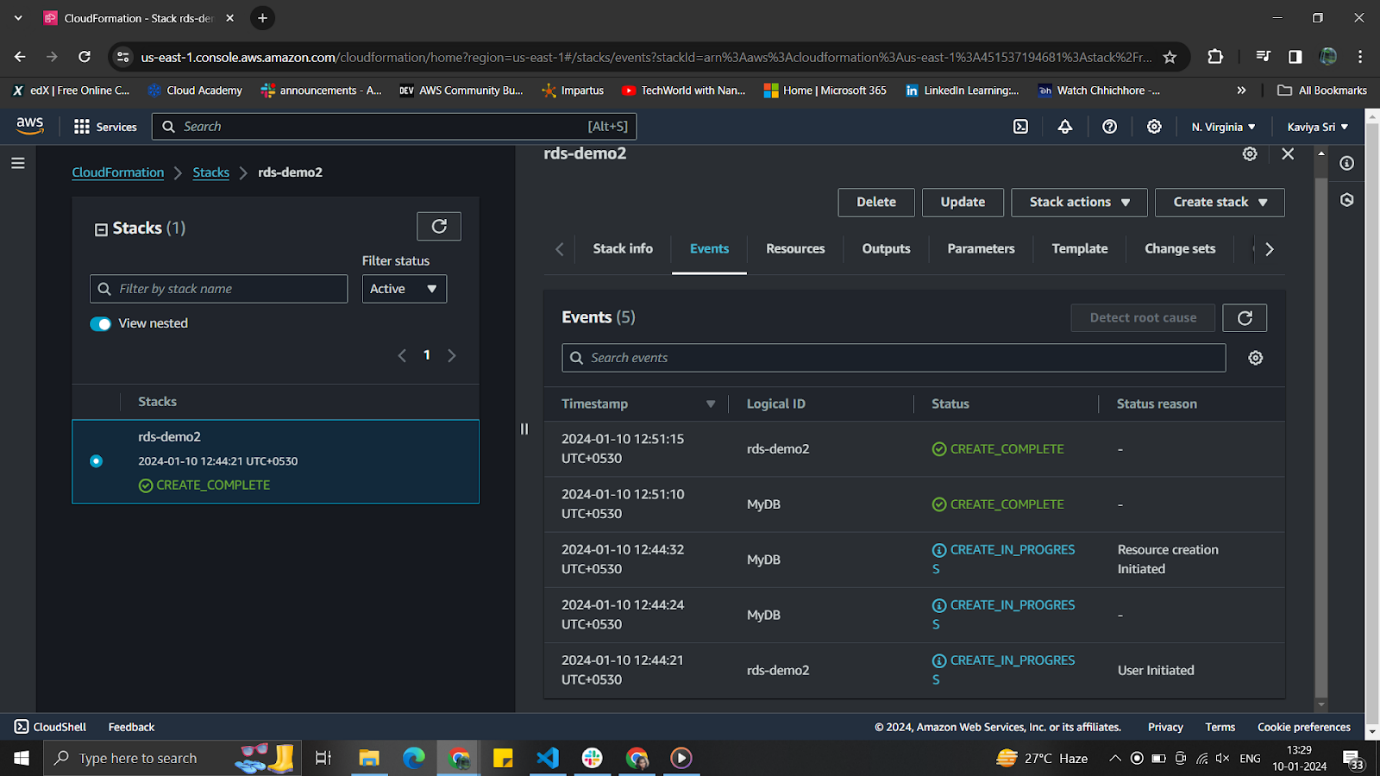 CloudFormation - Stack rds-de
us-east-1.console.aws.amazon.com/cloudformation/home?region=us-east-1#/stacks/events?stackId=arn%3Aaws%3Acloudformation%3Aus-east-1%3A451537194681%3Astack%2Fr...
edX | Free Online C... Cloud Academy announcements - A... DEV AWS Community Bu... Impartus TechWorld with Nan... Home | Microsoft 365 LinkedIn Learning:... ah Watch Chhichhore -... » All Bookmarks
aws Services Search [Alt+S] N. Virginia Kaviya Sri
CloudFormation Stacks rds-demo2
Stacks (1)
Filter status
Filter by stack name Active
View nested
1
Stacks
rds-demo2
2024-01-10 12:44:21 UTC+0530
CREATE_COMPLETE
rds-demo2
Delete Update Stack actions Create stack
Stack info Events Resources Outputs Parameters Template Change sets
Events (5) Detect root cause
Search events
Timestamp Logical ID Status Status reason
2024-01-10 12:51:15
UTC+0530 rds-demo2 CREATE_COMPLETE -
2024-01-10 12:51:10
UTC+0530 MyDB CREATE_COMPLETE -
2024-01-10 12:44:32 CREATE_IN_PROGRES Resource creation
UTC+0530 MyDB S Initiated
2024-01-10 12:44:24 CREATE_IN_PROGRES
UTC+0530 MyDB S -
2024-01-10 12:44:21 CREATE_IN_PROGRES
UTC+0530 rds-demo2 S User Initiated
CloudShell Feedback © 2024, Amazon Web Services, Inc. or its affiliates. Privacy Terms Cookie preferences
Type here to search 27°C Haze ENG 13:29
10-01-2024 33